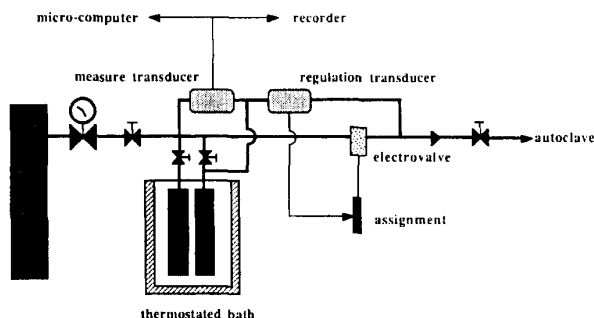 micro-computer
recorder
measure transducer
regulation transducer
autoclave
electrovalve
assignment
thermostated bath